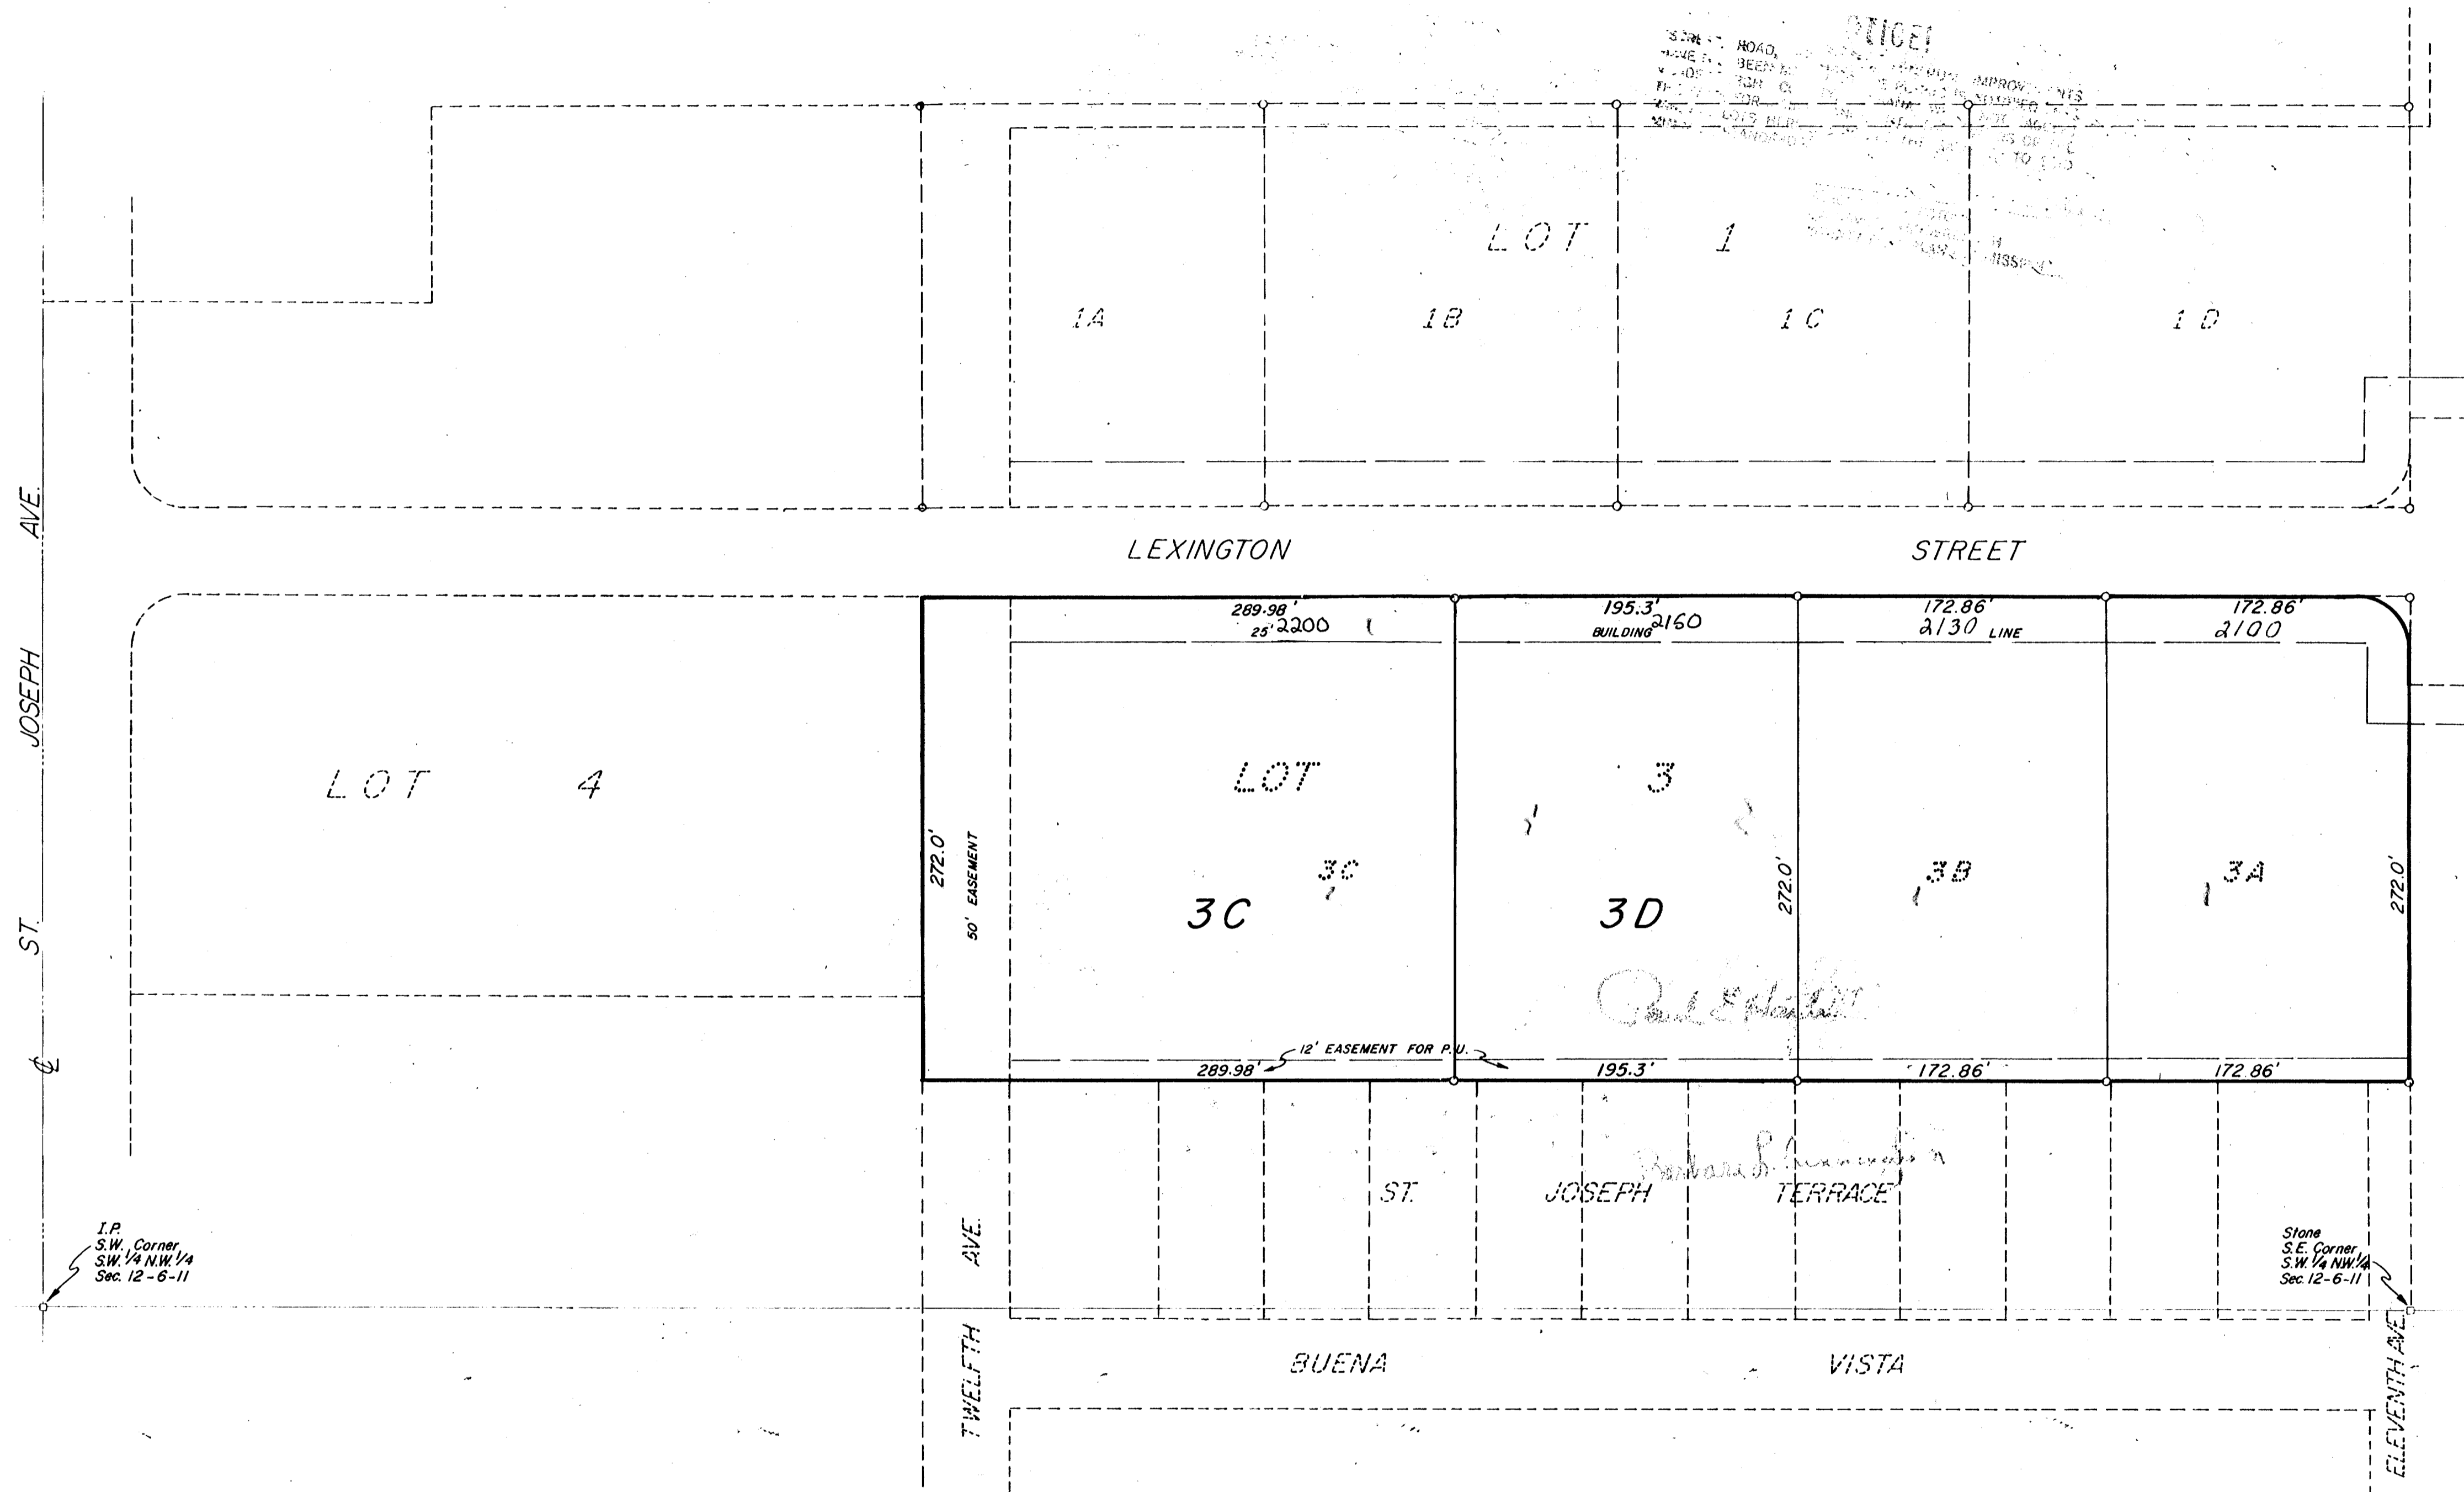 LOT 1
1A 1B 1C 1D
LEXINGTON STREET
289.98' 195.3' 172.86' 172.86'
25' 2200 BUILDING 2160 2130 LINE 2100
ST. JOSEPH AVE.
℄
LOT 4
LOT 3
272.0'
50' EASEMENT
3C
3C
3D
272.0'
3B
3A
272.0'
12' EASEMENT FOR P.U.
289.98' 195.3' 172.86' 172.86'
ST. JOSEPH TERRACE
I.P.
S.W. Corner
S.W. 1/4 N.W. 1/4
Sec. 12-6-11
Stone
S.E. Corner
S.W. 1/4 N.W. 1/4
Sec. 12-6-11
TWELFTH AVE.
BUENA VISTA
ELEVENTH AVE.